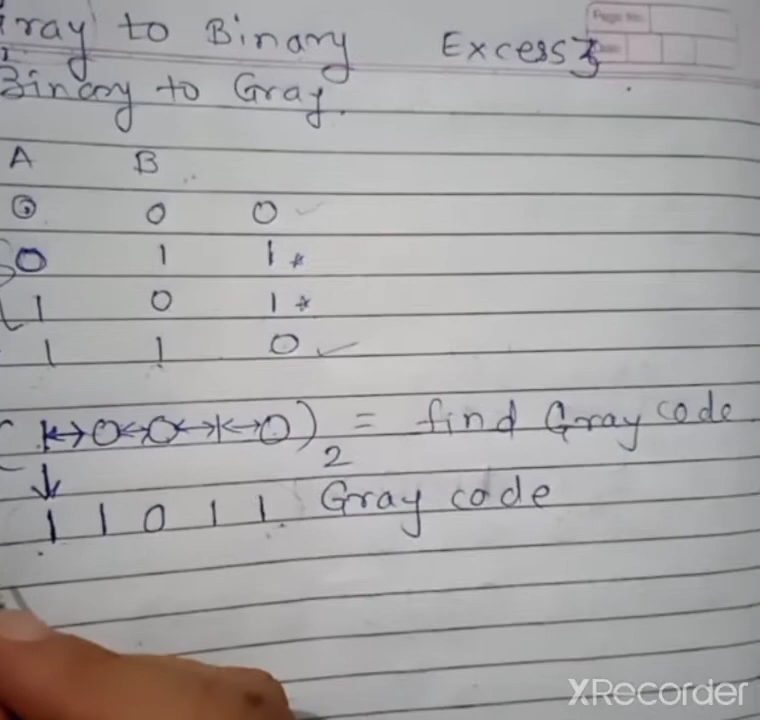 Gray to Binary Excess 3
Binary to Gray.
A B
0 0 0 ✓
0 1 1 *
1 0 1 *
1 1 0 ✓
(1↔0↔0↔1↔0)₂ = find Gray code
↓
1 1 0 1 1 Gray code
XRecorder